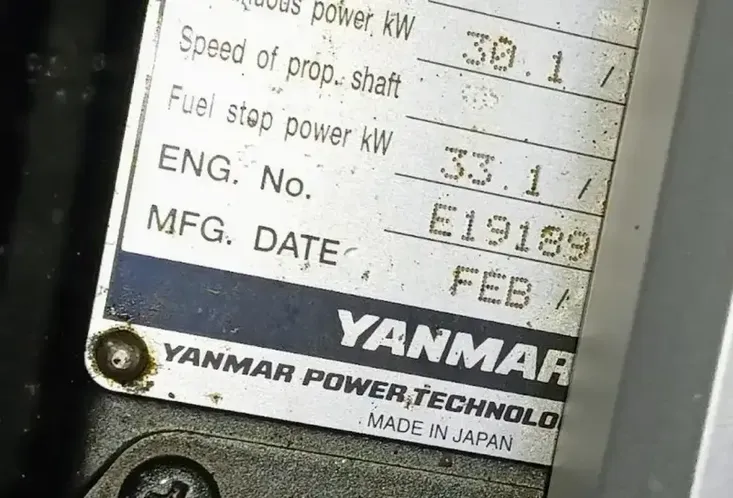 nuous power kW 30.1 /
Speed of prop. shaft
Fuel stop power kW 33.1 /
ENG. No. E19189
MFG. DATE FEB /
YANMAR
YANMAR POWER TECHNOLO
MADE IN JAPAN